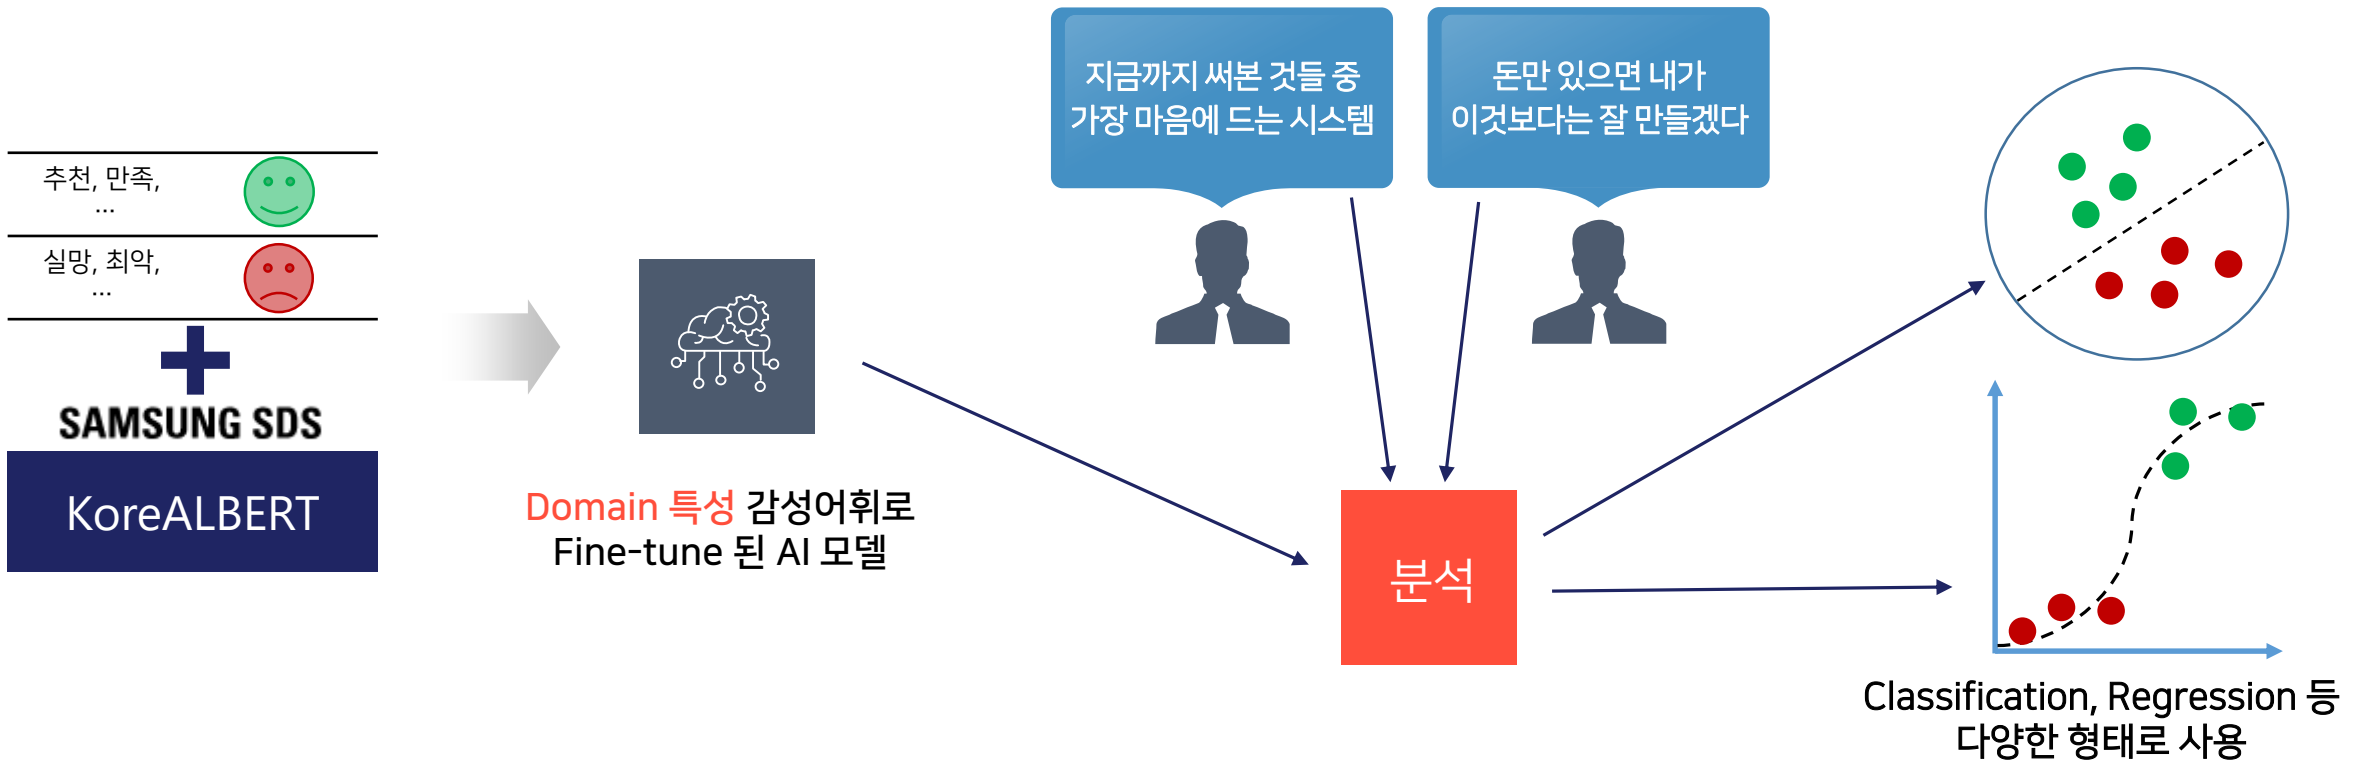 추천, 만족,
...
실망, 최악,
...
SAMSUNG SDS
KoreALBERT
Domain 특성 감성어휘로
Fine-tune 된 AI 모델
지금까지 써본 것들 중
가장 마음에 드는 시스템
돈만 있으면 내가
이것보다는 잘 만들겠다
분석
Classification, Regression 등
다양한 형태로 사용